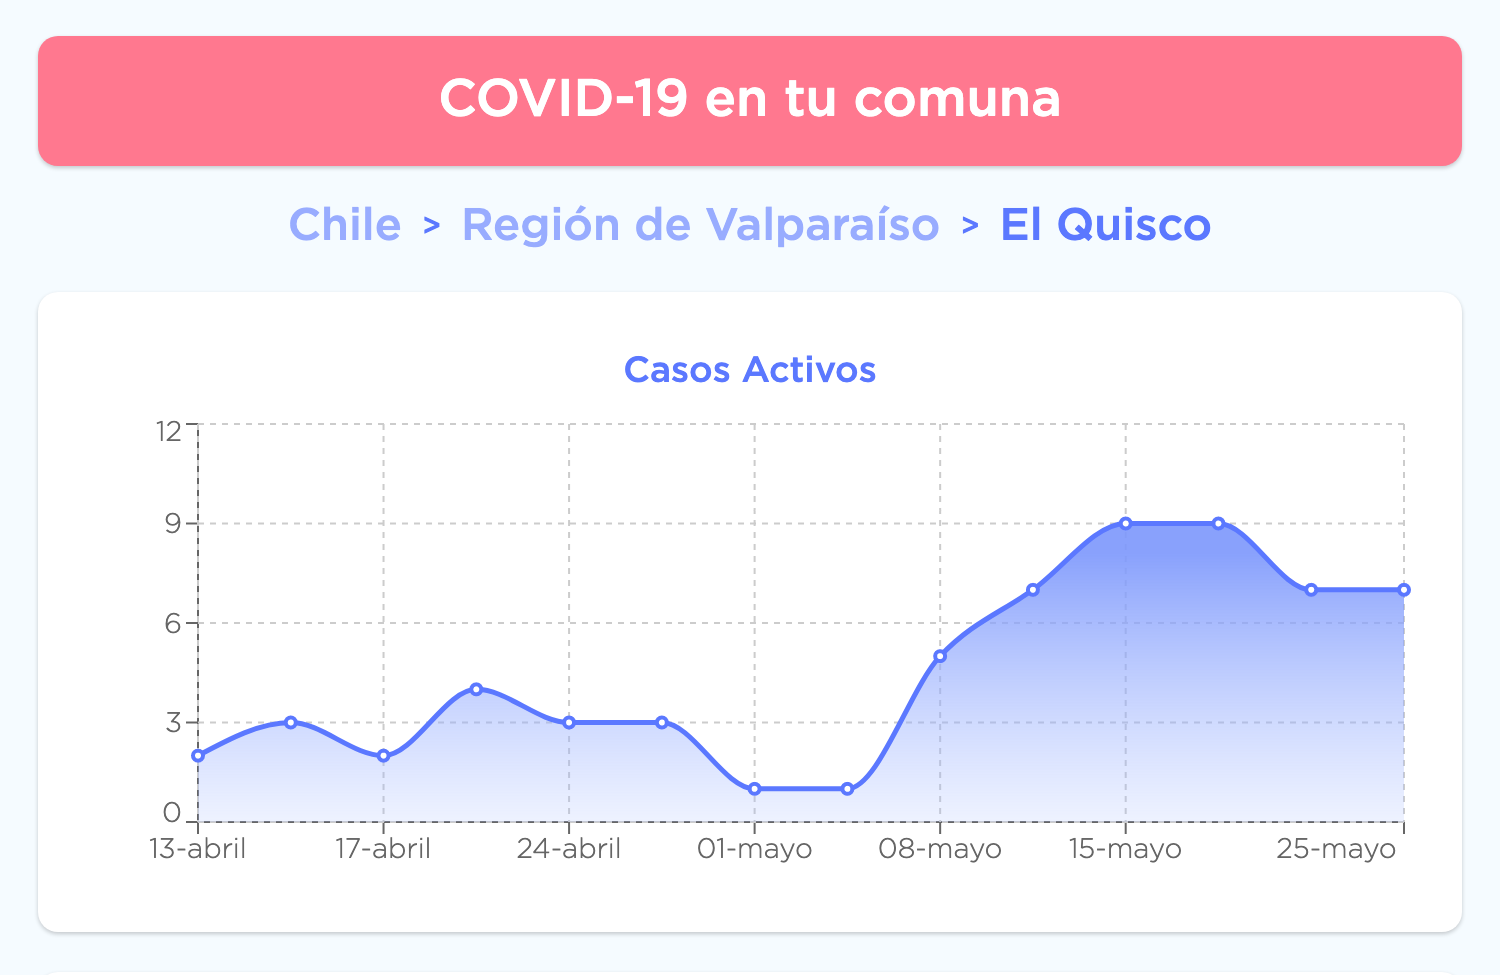 COVID-19 en tu comuna
Chile > Región de Valparaíso > El Quisco
Casos Activos
12
9
6
3
0
13-abril 17-abril 24-abril 01-mayo 08-mayo 15-mayo 25-mayo